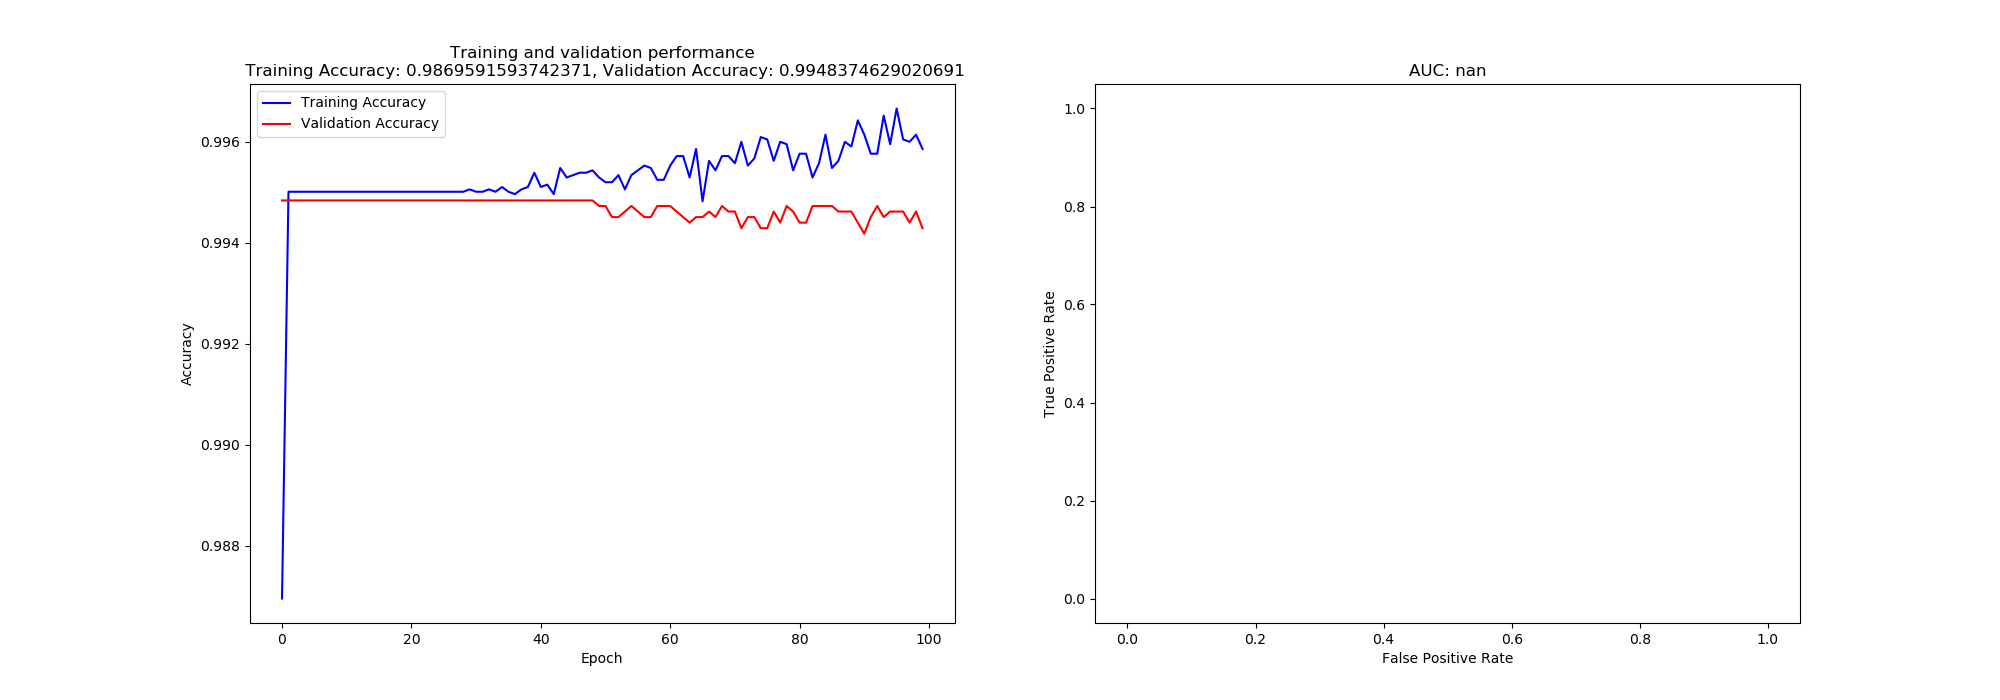 Training and validation performance
Training Accuracy: 0.9869591593742371, Validation Accuracy: 0.9948374629020691
Training Accuracy
Validation Accuracy
0.996
0.994
0.992
0.990
0.988
Accuracy
0
20
40
60
80
100
Epoch
AUC: nan
1.0
0.8
0.6
0.4
0.2
0.0
True Positive Rate
0.0
0.2
0.4
0.6
0.8
1.0
False Positive Rate